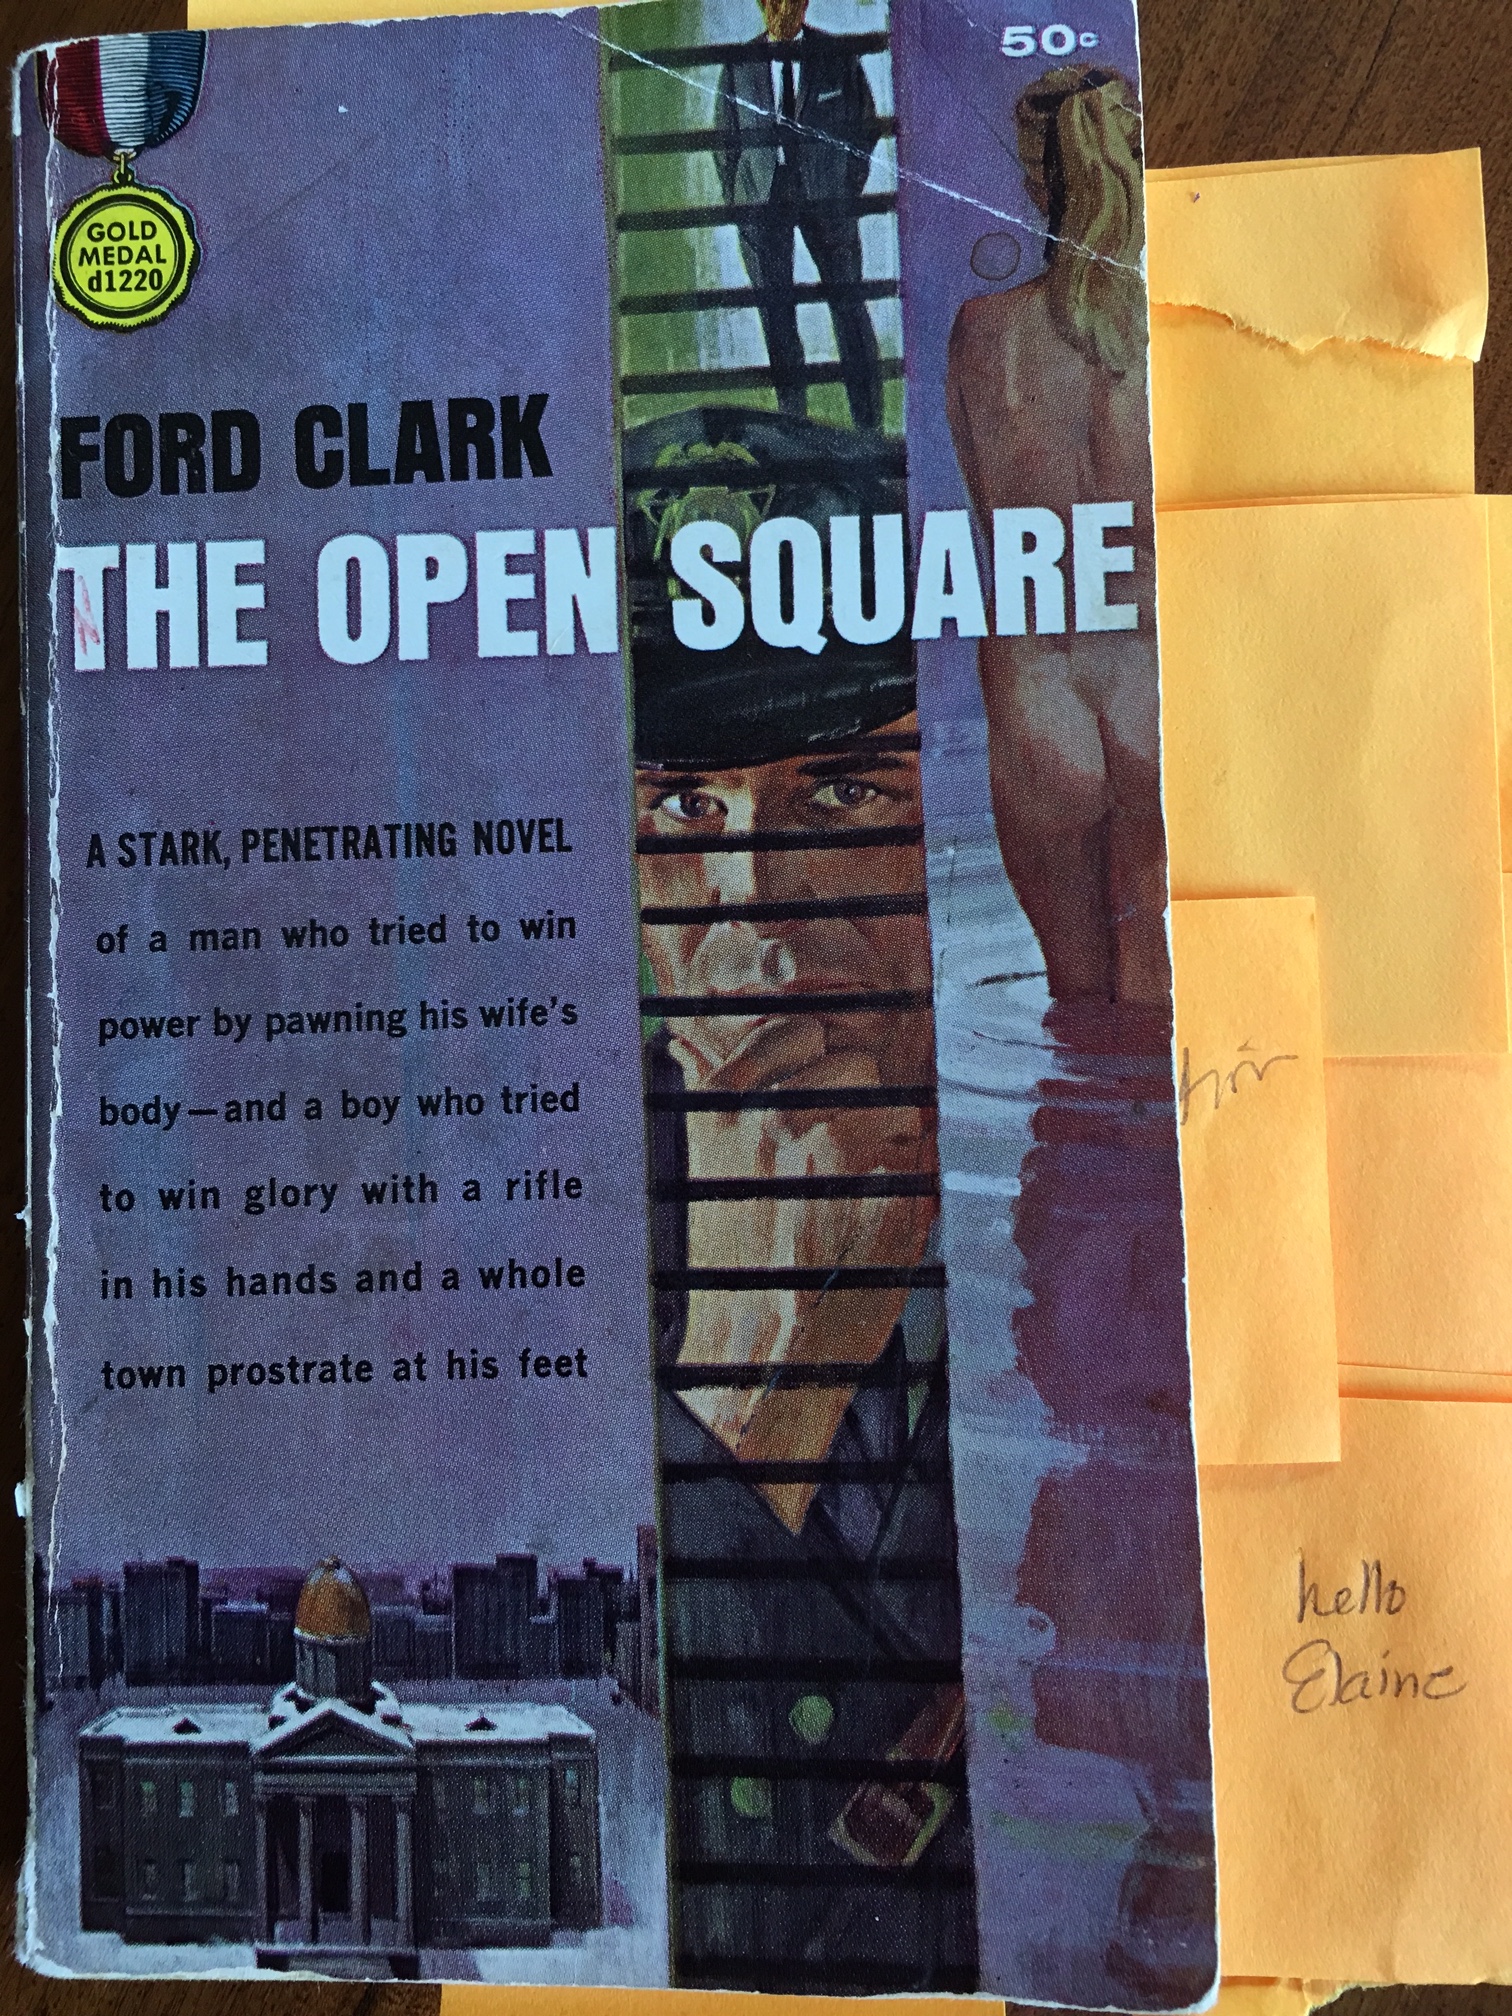 50c
GOLD
MEDAL
d1220
FORD CLARK
THE OPEN SQUARE
A STARK, PENETRATING NOVEL
of a man who tried to win
power by pawning his wife's
body—and a boy who tried
to win glory with a rifle
in his hands and a whole
town prostrate at his feet
hello
Elaine